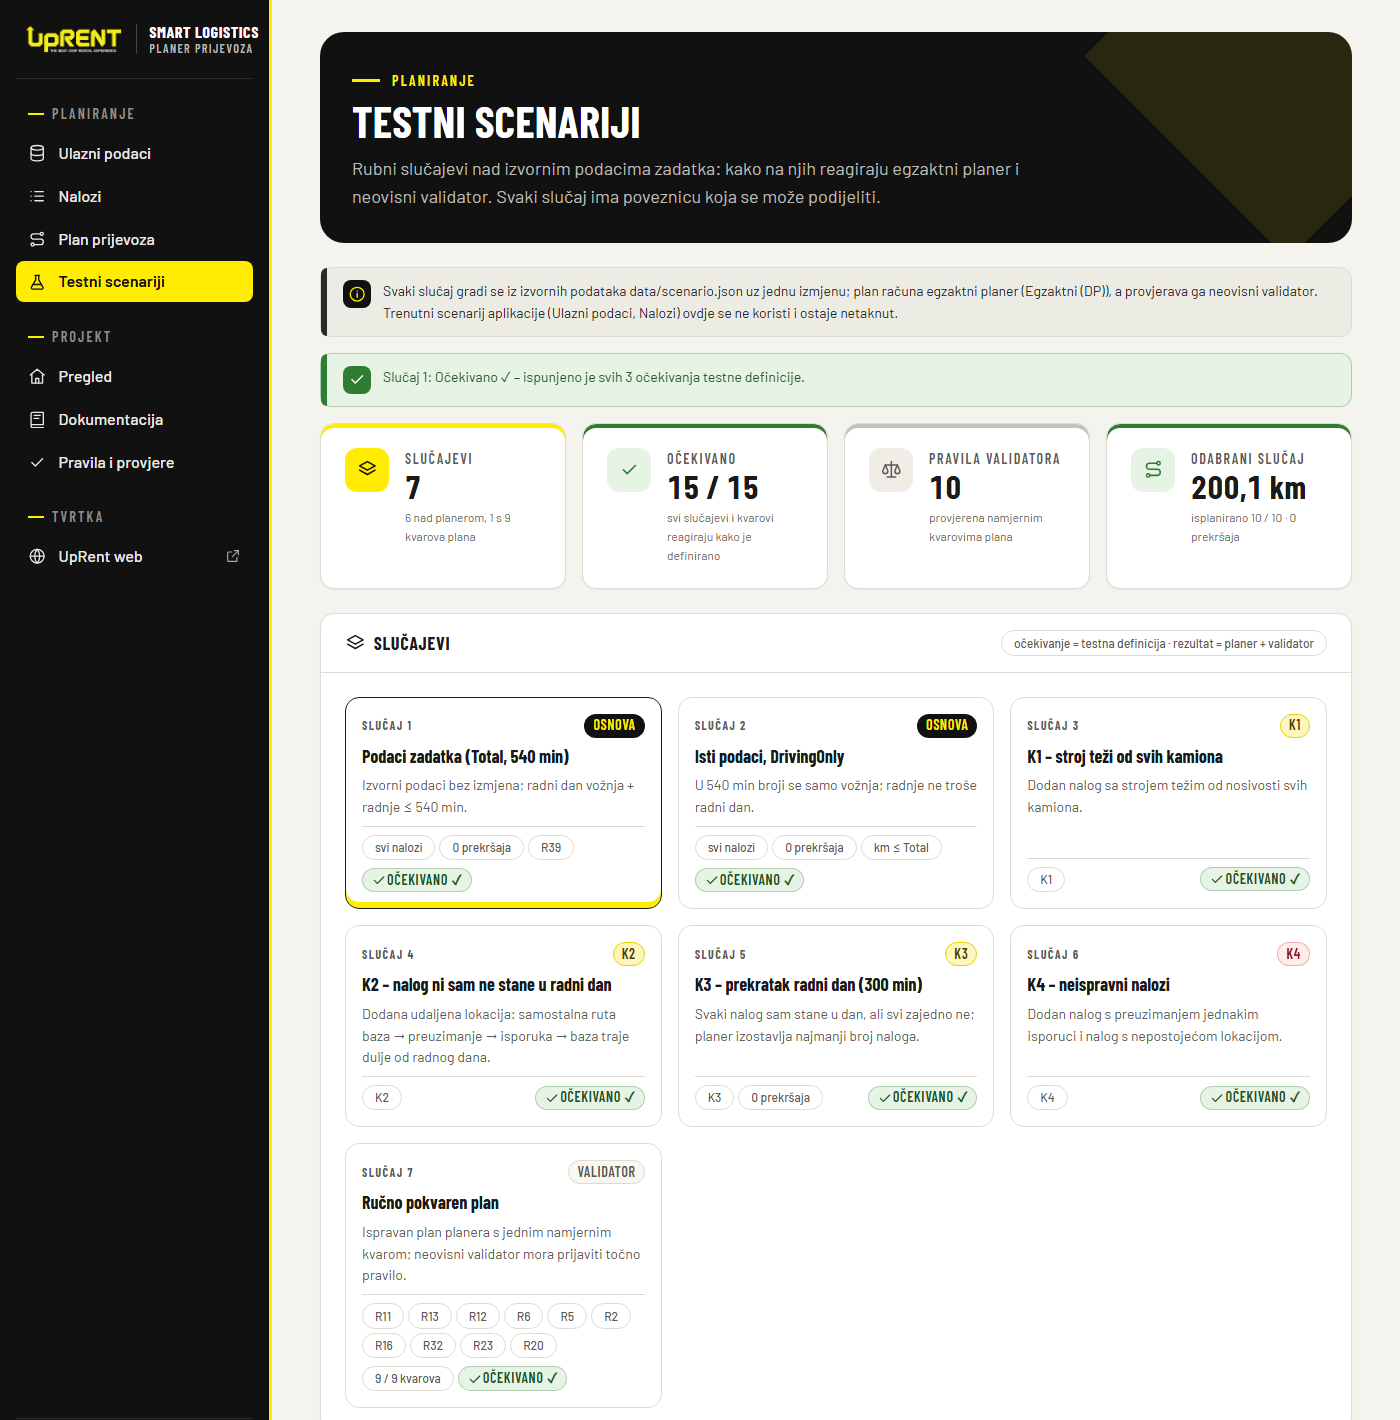 UpRENT
SMART LOGISTICS
PLANER PRIJEVOZA
PLANIRANJE
Ulazni podaci
Nalozi
Plan prijevoza
Testni scenariji
PROJEKT
Pregled
Dokumentacija
Pravila i provjere
TVRTKA
UpRent web
PLANIRANJE
TESTNI SCENARIJI
Rubni slučajevi nad izvornim podacima zadatka: kako na njih reagiraju egzaktni planer i
neovisni validator. Svaki slučaj ima poveznicu koja se može podijeliti.
Svaki slučaj gradi se iz izvornih podataka data/scenario.json uz jednu izmjenu; plan računa egzaktni planer (Egzaktni (DP)), a provjerava ga neovisni validator.
Trenutni scenarij aplikacije (Ulazni podaci, Nalozi) ovdje se ne koristi i ostaje netaknut.
Slučaj 1: Očekivano ✓ – ispunjeno je svih 3 očekivanja testne definicije.
SLUČAJEVI
7
6 nad planerom, 1 s 9
kvarova plana
OČEKIVANO
15 / 15
svi slučajevi i kvarovi
reagiraju kako je
definirano
PRAVILA VALIDATORA
10
provjerena namjernim
kvarovima plana
ODABRANI SLUČAJ
200,1 km
isplanirano 10 / 10 · 0
prekršaja
SLUČAJEVI
očekivanje = testna definicija · rezultat = planer + validator
SLUČAJ 1
OSNOVA
Podaci zadatka (Total, 540 min)
Izvorni podaci bez izmjena; radni dan vožnja +
radnje ≤ 540 min.
svi nalozi
0 prekršaja
R39
OČEKIVANO ✓
SLUČAJ 2
OSNOVA
Isti podaci, DrivingOnly
U 540 min broji se samo vožnja; radnje ne troše
radni dan.
svi nalozi
0 prekršaja
km ≤ Total
OČEKIVANO ✓
SLUČAJ 3
K1
K1 – stroj teži od svih kamiona
Dodan nalog sa strojem težim od nosivosti svih
kamiona.
K1
OČEKIVANO ✓
SLUČAJ 4
K2
K2 – nalog ni sam ne stane u radni dan
Dodana udaljena lokacija: samostalna ruta
baza → preuzimanje → isporuka → baza traje
dulje od radnog dana.
K2
OČEKIVANO ✓
SLUČAJ 5
K3
K3 – prekratak radni dan (300 min)
Svaki nalog sam stane u dan, ali svi zajedno ne;
planer izostavlja najmanji broj naloga.
K3
0 prekršaja
OČEKIVANO ✓
SLUČAJ 6
K4
K4 – neispravni nalozi
Dodan nalog s preuzimanjem jednakim
isporuci i nalog s nepostojećom lokacijom.
K4
OČEKIVANO ✓
SLUČAJ 7
VALIDATOR
Ručno pokvaren plan
Ispravan plan planera s jednim namjernim
kvarom; neovisni validator mora prijaviti točno
pravilo.
R11
R13
R12
R6
R5
R2
R16
R32
R23
R20
9 / 9 kvarova
OČEKIVANO ✓